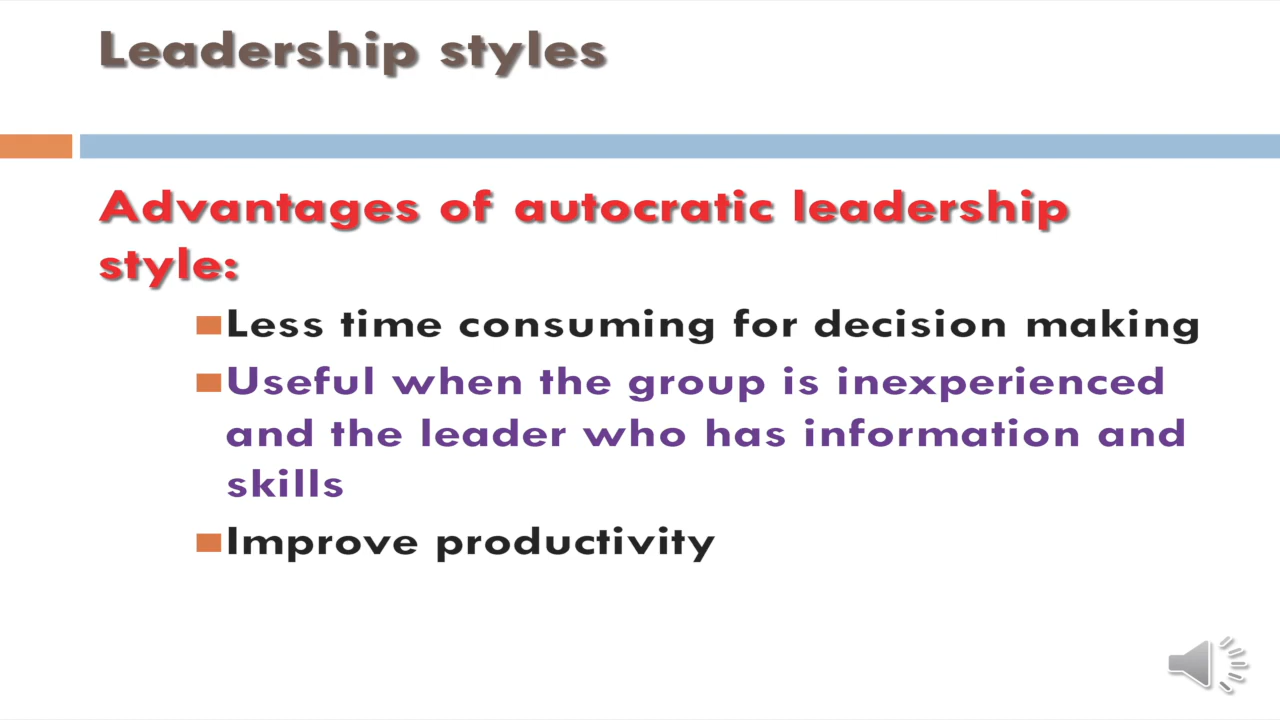 Leadership styles
Advantages of autocratic leadership
style:
Less time consuming for decision making
Useful when the group is inexperienced
and the leader who has information and
skills
Improve productivity